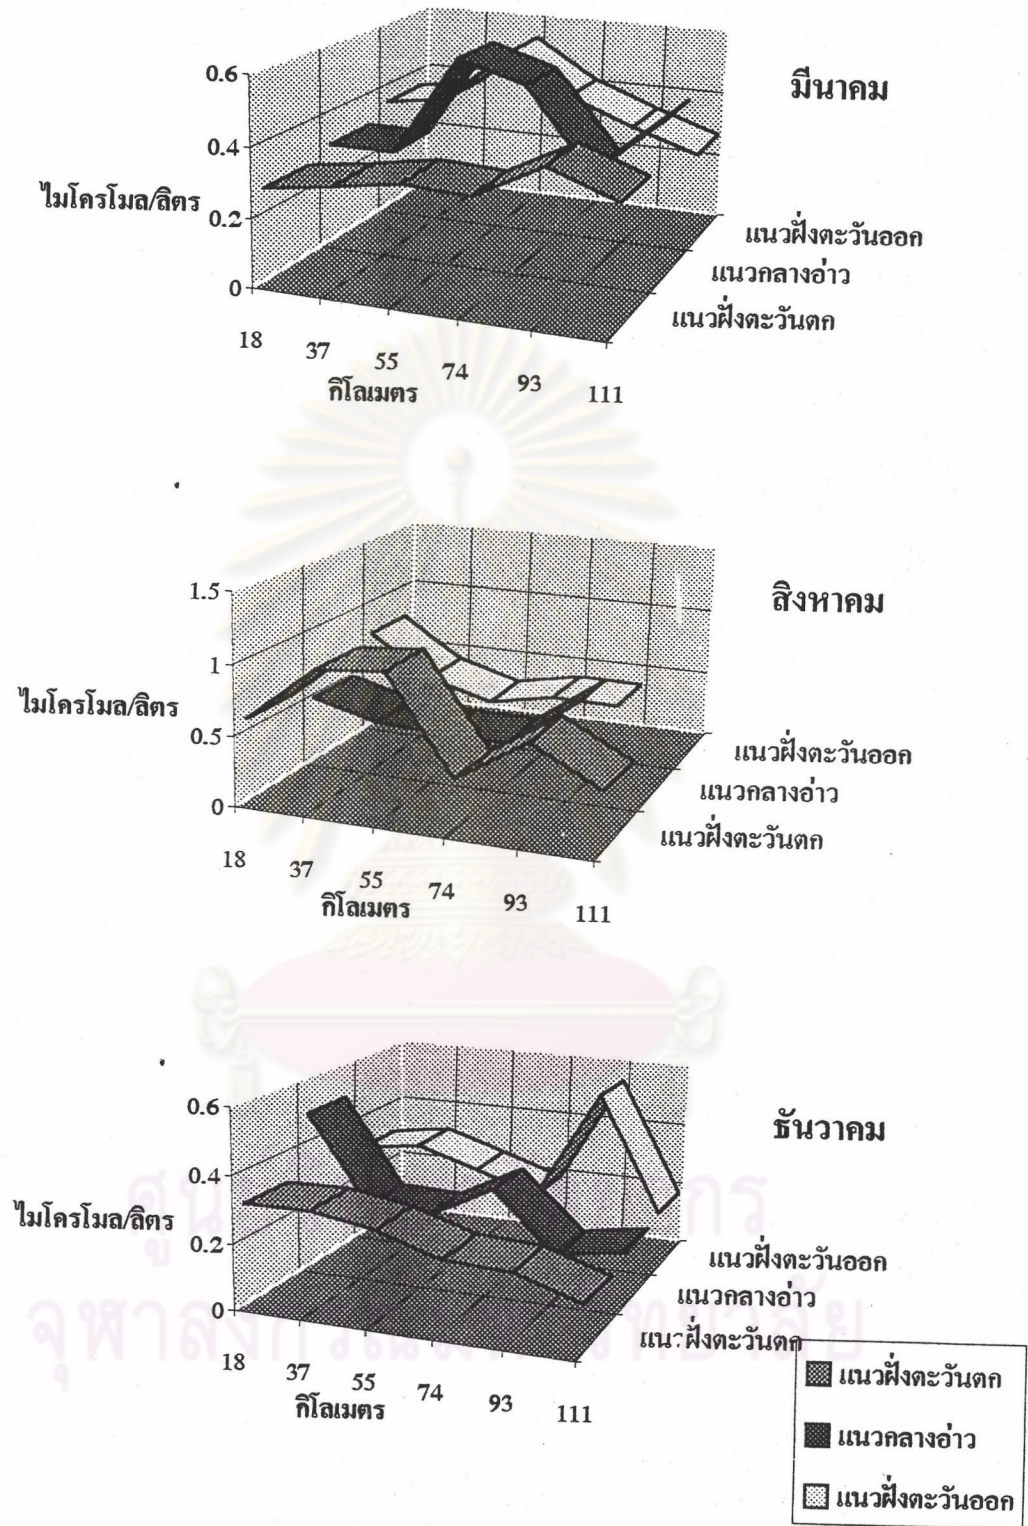 มีนาคม
0.6
0.4
ไมโครโมล/ลิตร
0.2
0
แนวฝั่งตะวันออก
แนวกลางอ่าว
แนวฝั่งตะวันตก
18
37
55
74
93
111
กิโลเมตร
สิงหาคม
1.5
1
ไมโครโมล/ลิตร
0.5
0
แนวฝั่งตะวันออก
แนวกลางอ่าว
แนวฝั่งตะวันตก
18
37
55
74
93
111
กิโลเมตร
ธันวาคม
0.6
0.4
ไมโครโมล/ลิตร
0.2
0
แนวฝั่งตะวันออก
แนวกลางอ่าว
แนวฝั่งตะวันตก
18
37
55
74
93
111
กิโลเมตร
แนวฝั่งตะวันตก
แนวกลางอ่าว
แนวฝั่งตะวันออก